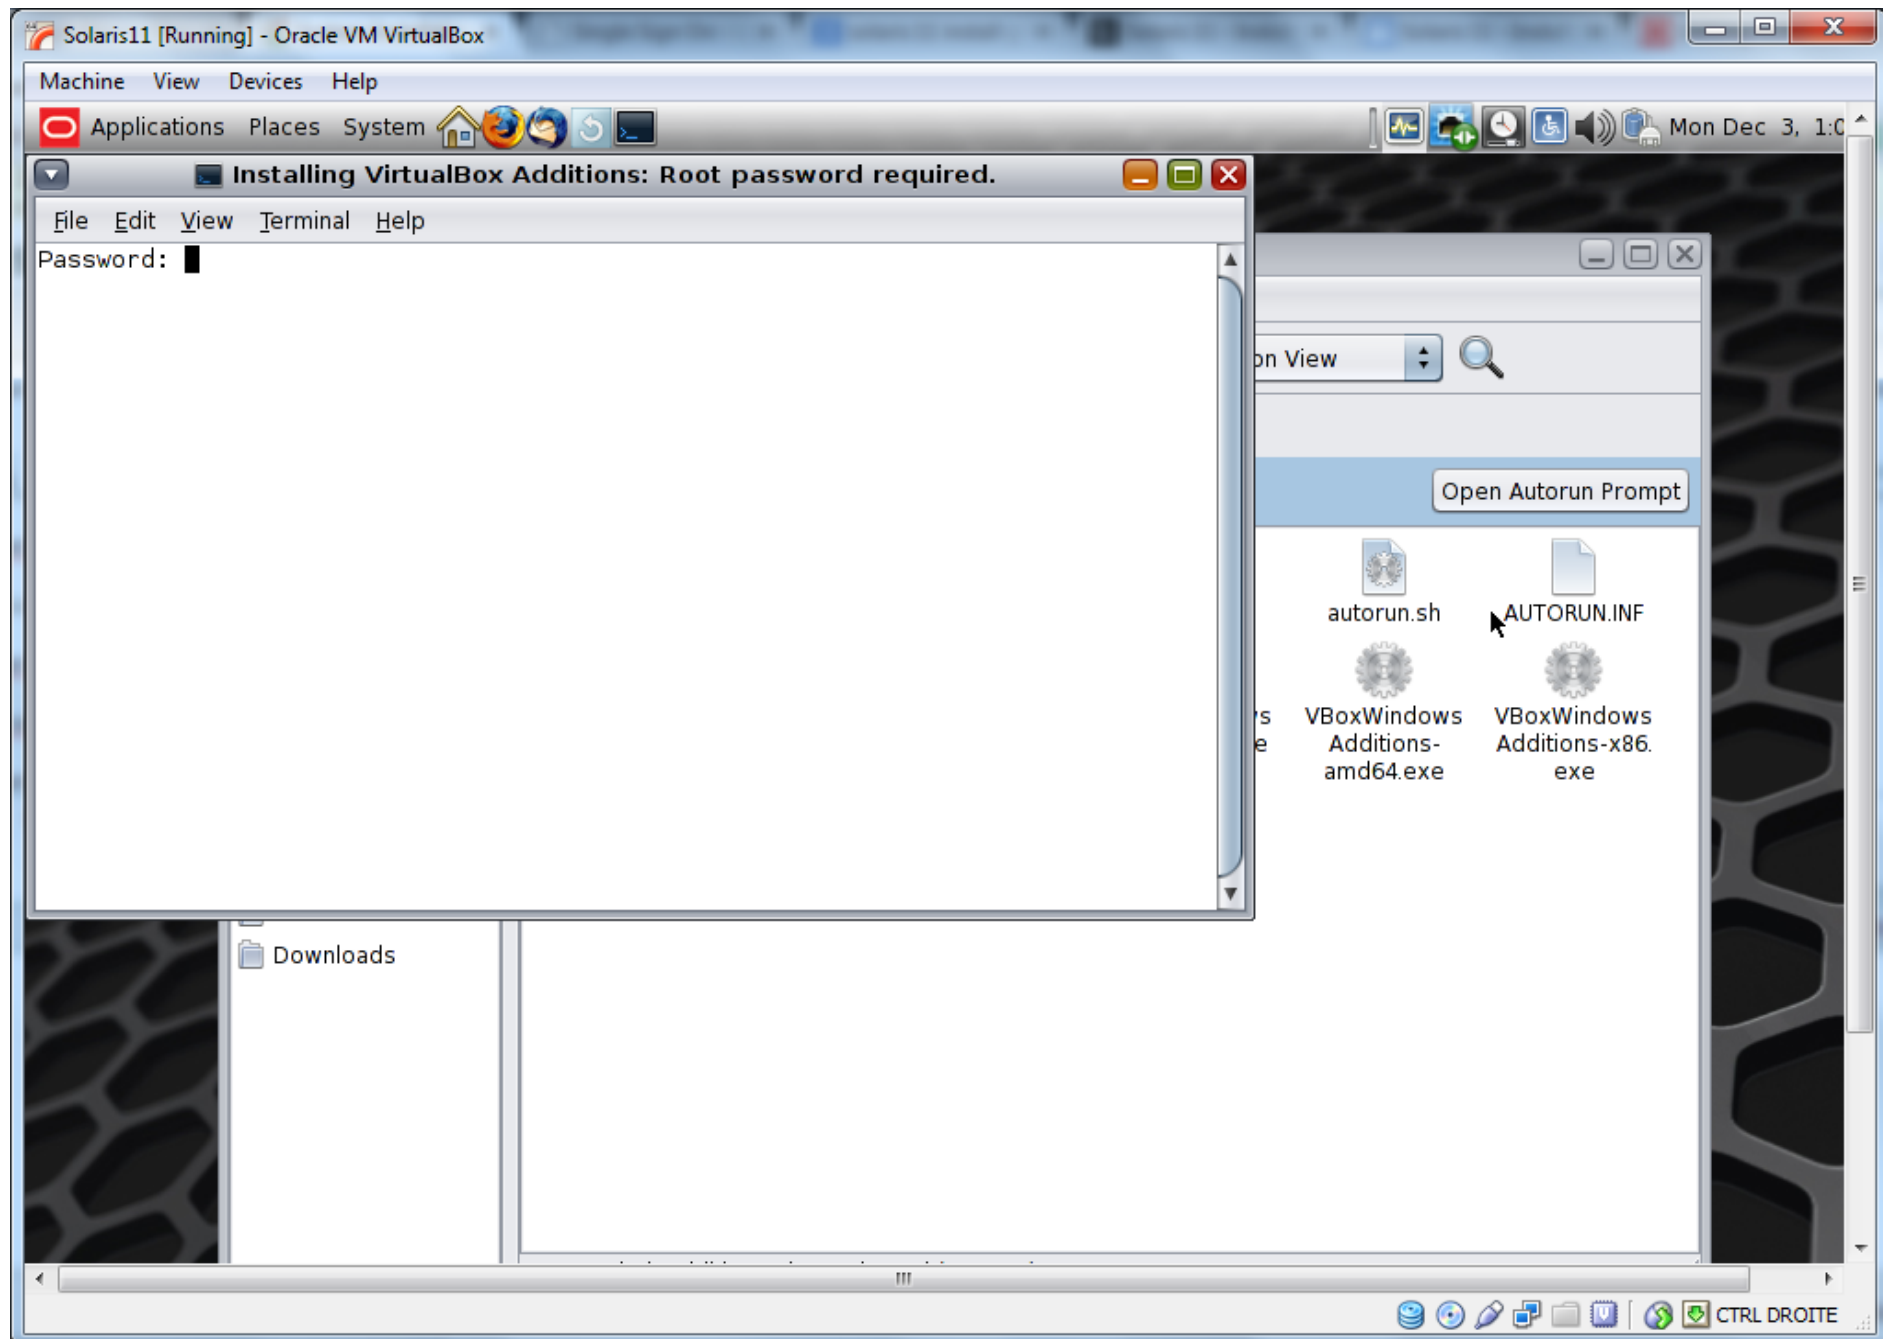 Solaris11 [Running] - Oracle VM VirtualBox
Machine View Devices Help
Applications Places System
Mon Dec 3, 1:0
Installing VirtualBox Additions: Root password required.
File Edit View Terminal Help
Password:
on View
Open Autorun Prompt
autorun.sh
AUTORUN.INF
VBoxWindows
Additions-
amd64.exe
VBoxWindows
Additions-x86.
exe
Downloads
CTRL DROITE